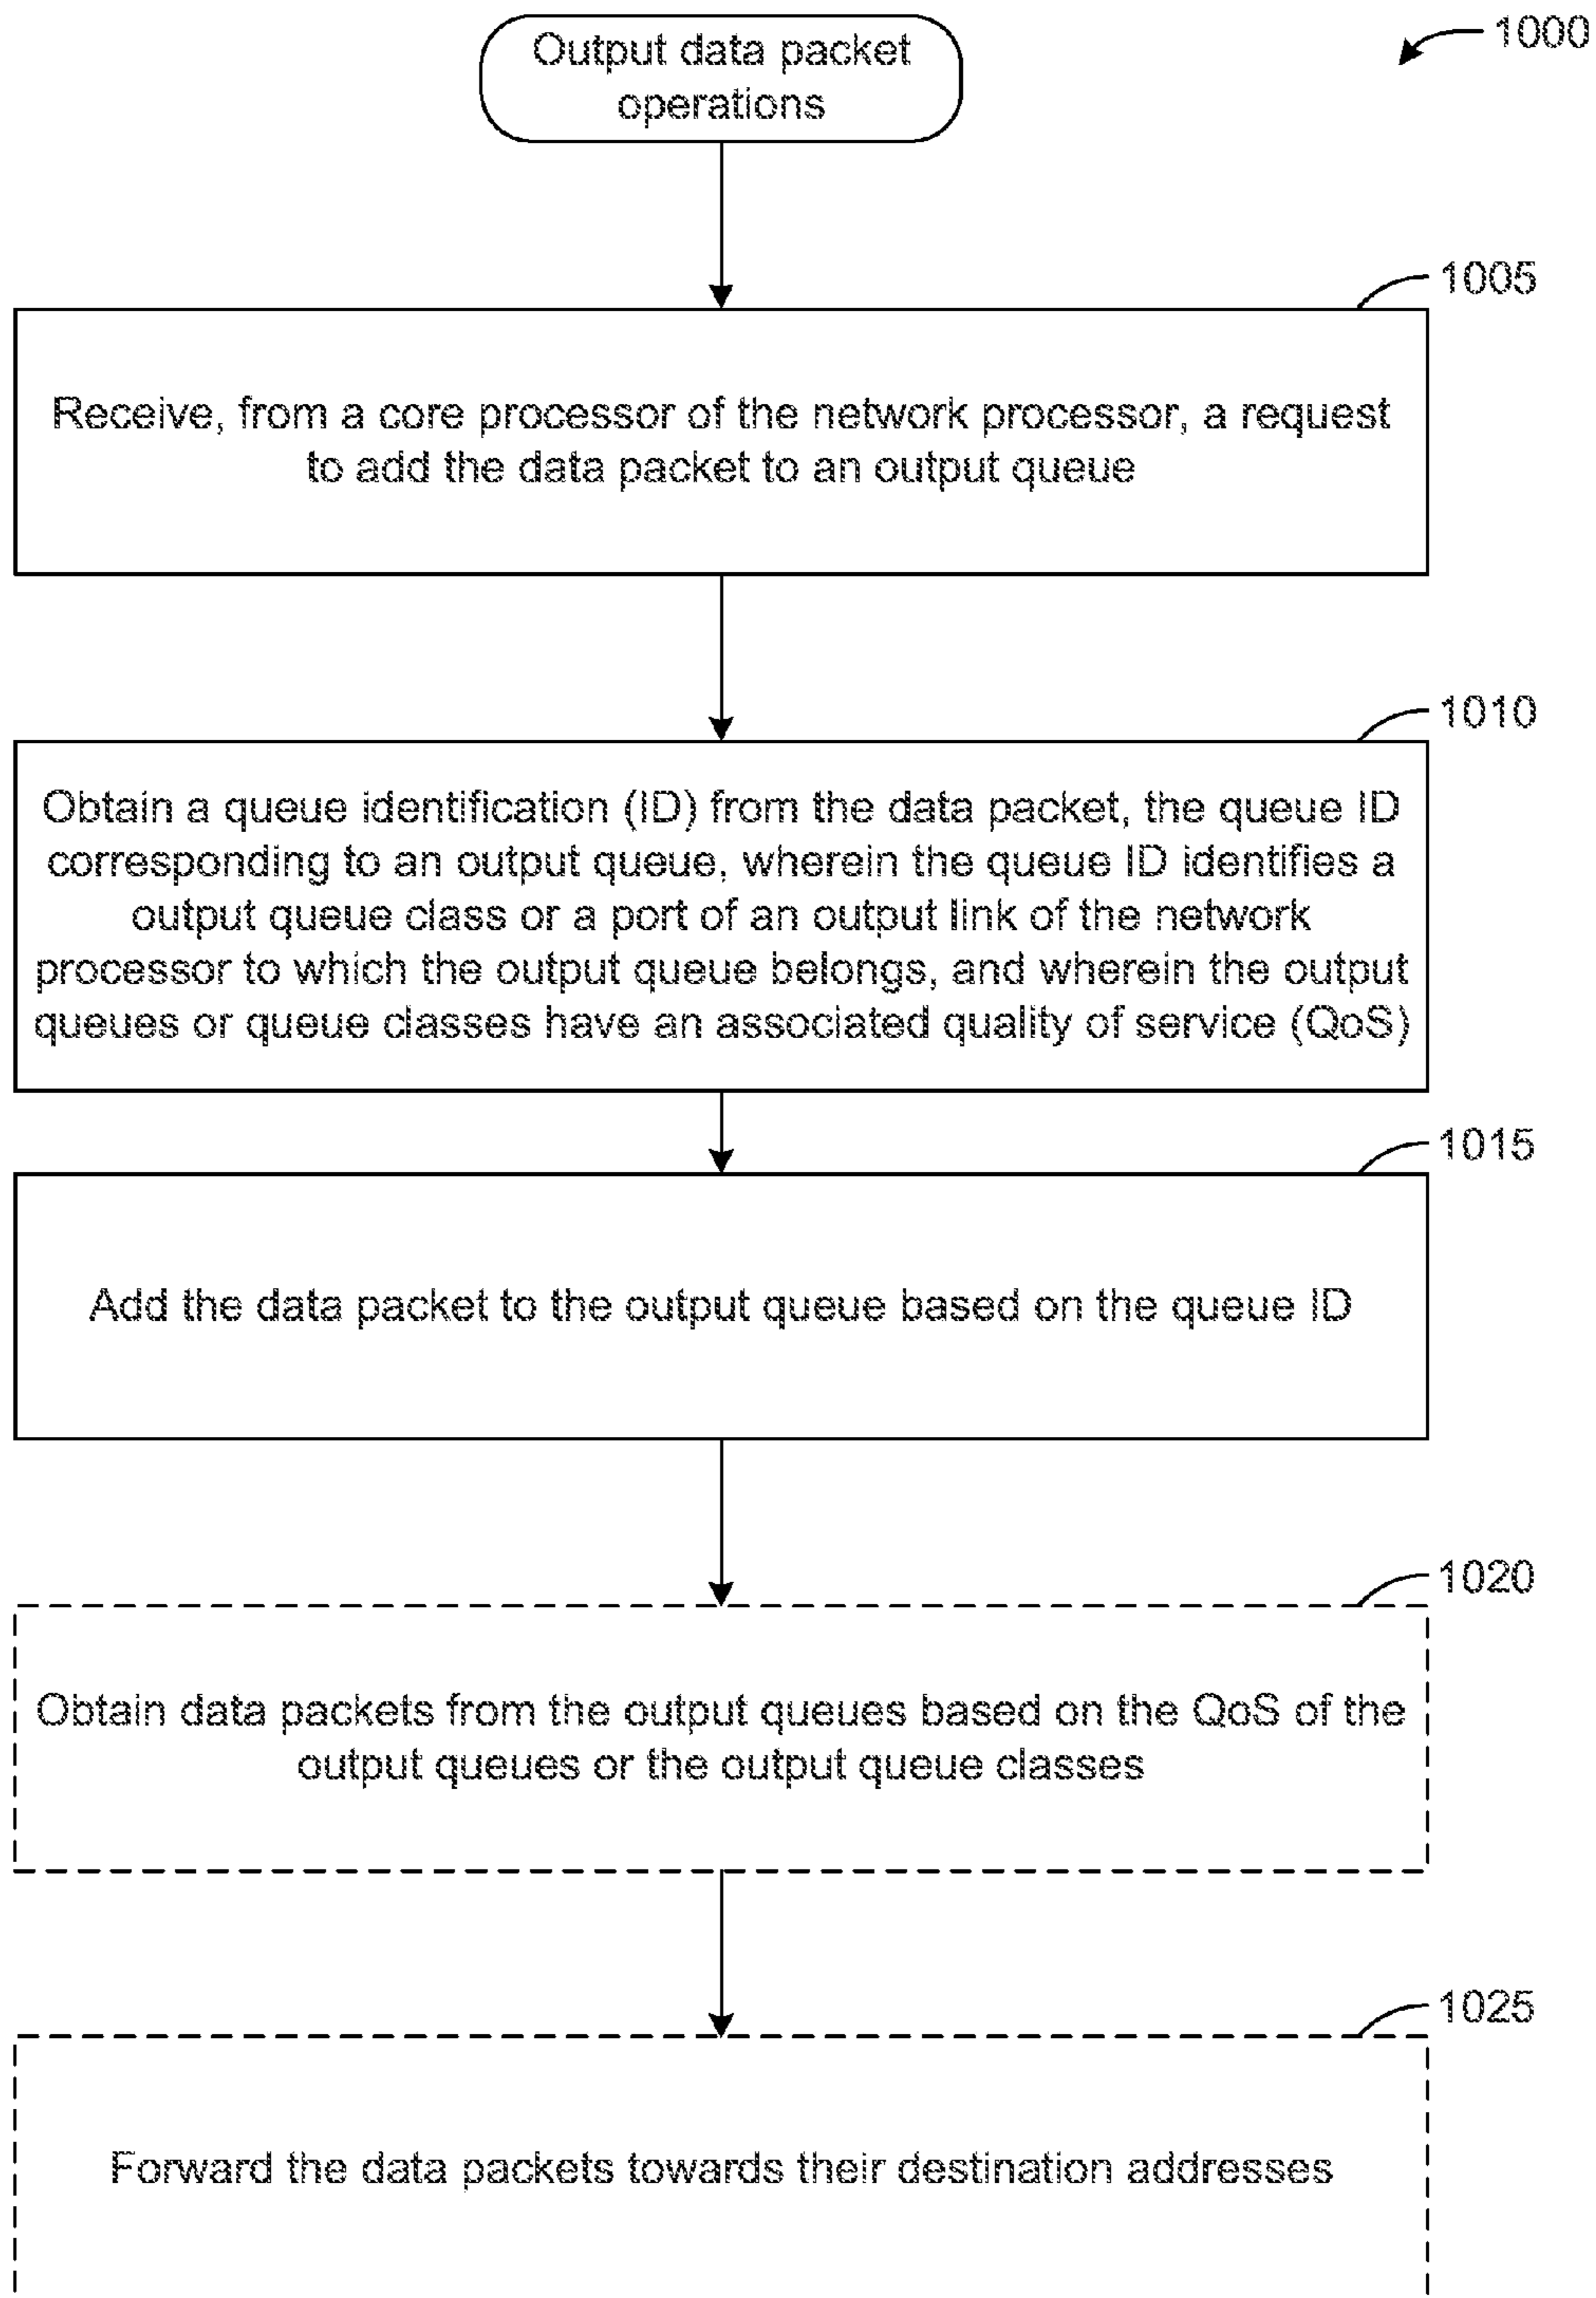 Output data packet
operations
1000
1005
Receive, from a core processor of the network processor, a request
to add the data packet to an output queue
1010
Obtain a queue identification (ID) from the data packet, the queue ID
corresponding to an output queue, wherein the queue ID identifies a
output queue class or a port of an output link of the network
processor to which the output queue belongs, and wherein the output
queues or queue classes have an associated quality of service (QoS)
1015
Add the data packet to the output queue based on the queue ID
1020
Obtain data packets from the output queues based on the QoS of the
output queues or the output queue classes
1025
Forward the data packets towards their destination addresses